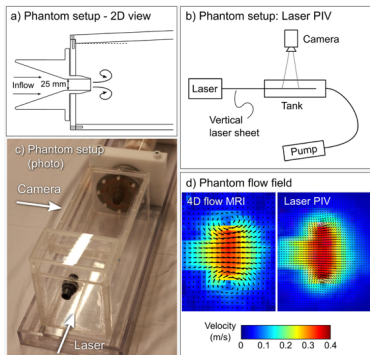 a) Phantom setup - 2D view
Inflow
25 mm
b) Phantom setup: Laser PIV
Camera
Laser
Tank
Vertical
laser sheet
Pump
c) Phantom setup
(photo)
Camera
Laser
d) Phantom flow field
4D flow MRI
Laser PIV
Velocity
(m/s)
0 0.1 0.2 0.3 0.4